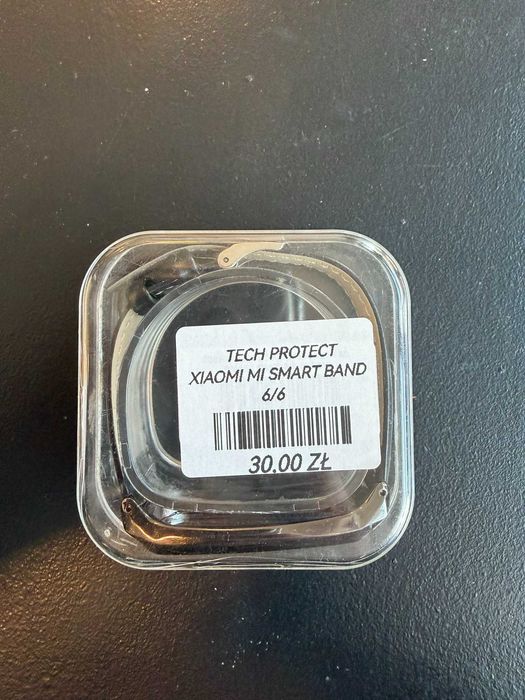 TECH PROTECT
XIAOMI MI SMART BAND
6/6
30,00 ZŁ